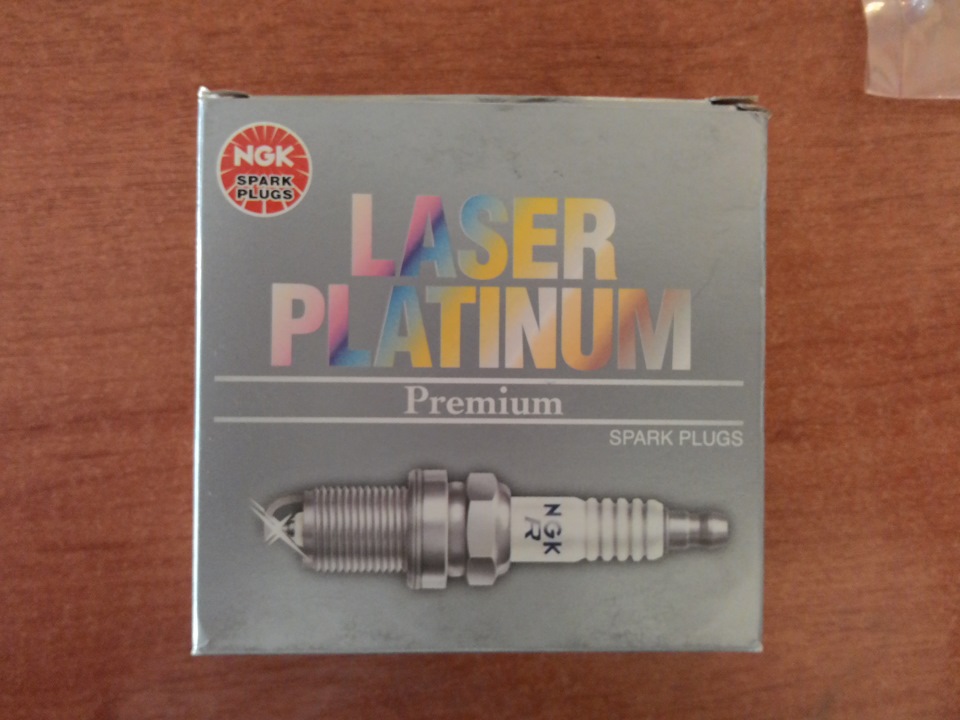 NGK
SPARK
PLUGS
LASER
PLATINUM
Premium
SPARK PLUGS
NGK
R